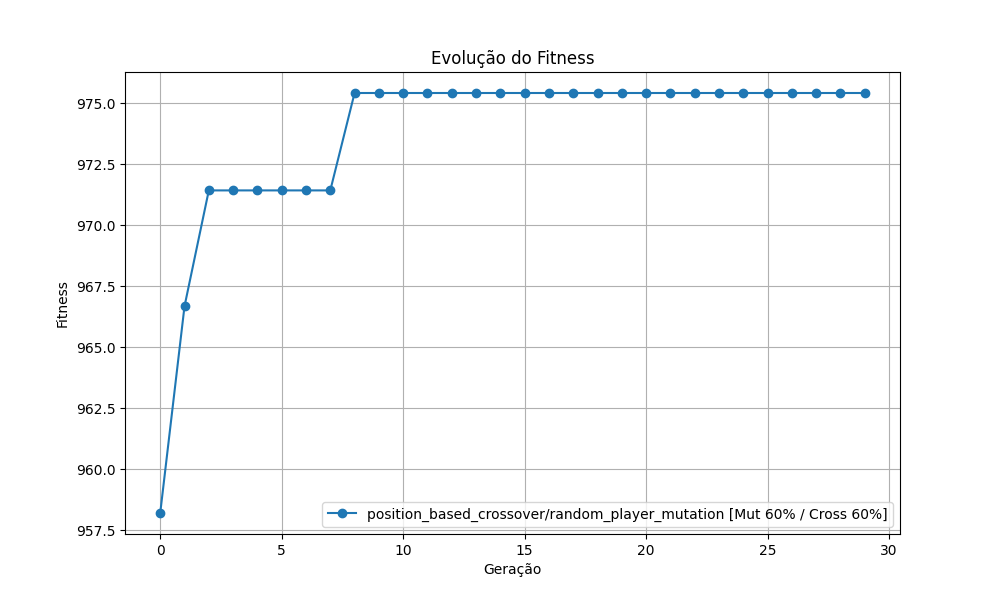 Evolução do Fitness
Fitness
975.0
972.5
970.0
967.5
965.0
962.5
960.0
957.5
position_based_crossover/random_player_mutation [Mut 60% / Cross 60%]
0 5 10 15 20 25 30
Geração